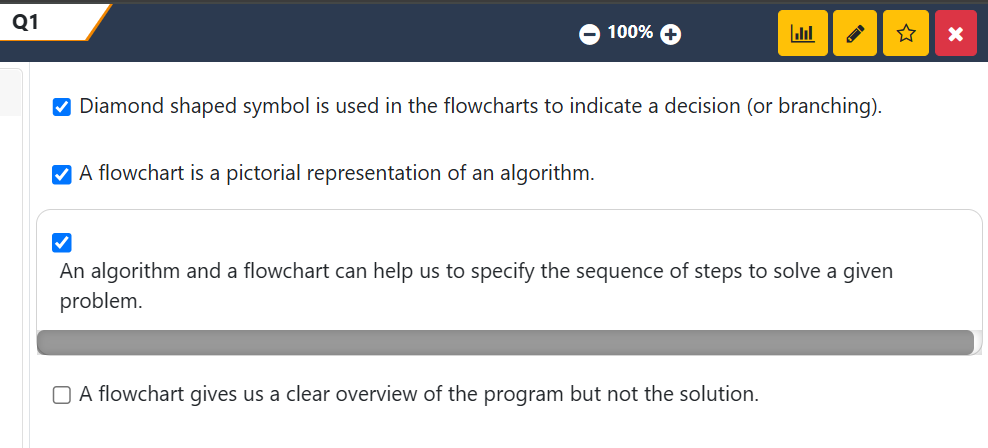 Q1
100%
Diamond shaped symbol is used in the flowcharts to indicate a decision (or branching).
A flowchart is a pictorial representation of an algorithm.
An algorithm and a flowchart can help us to specify the sequence of steps to solve a given
problem.
A flowchart gives us a clear overview of the program but not the solution.